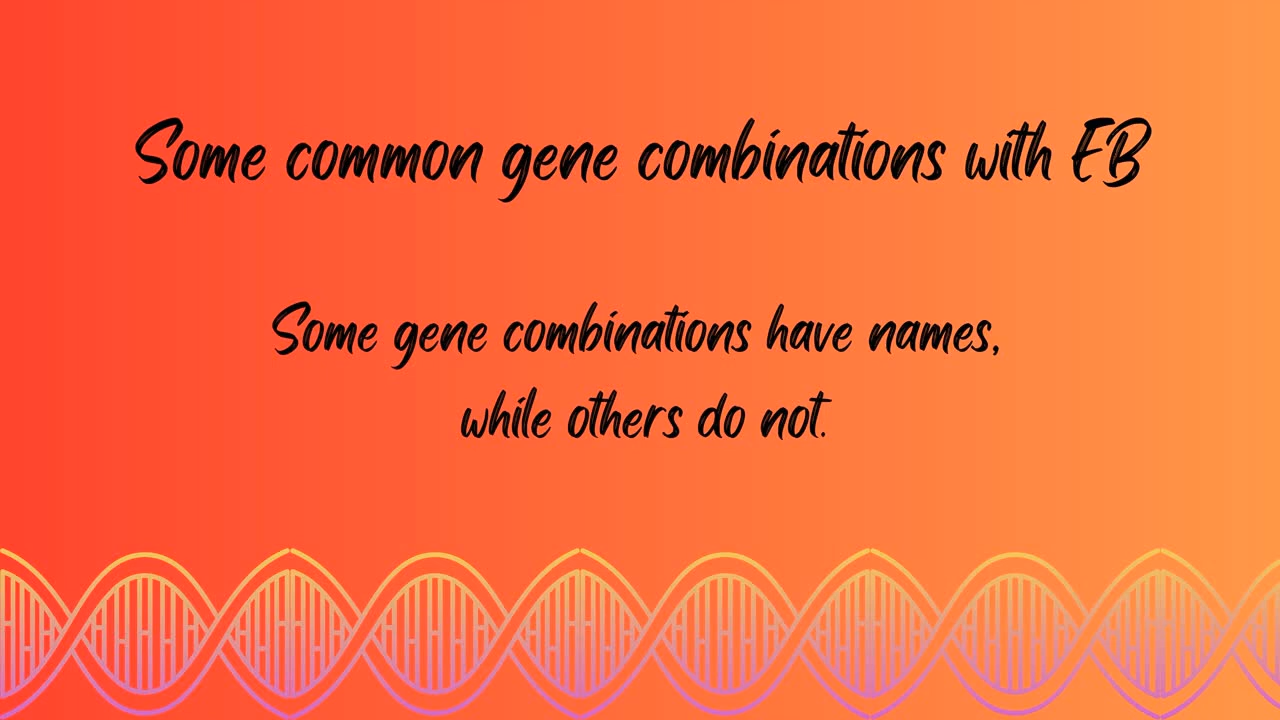 Some common gene combinations with EB
Some gene combinations have names,
while others do not.